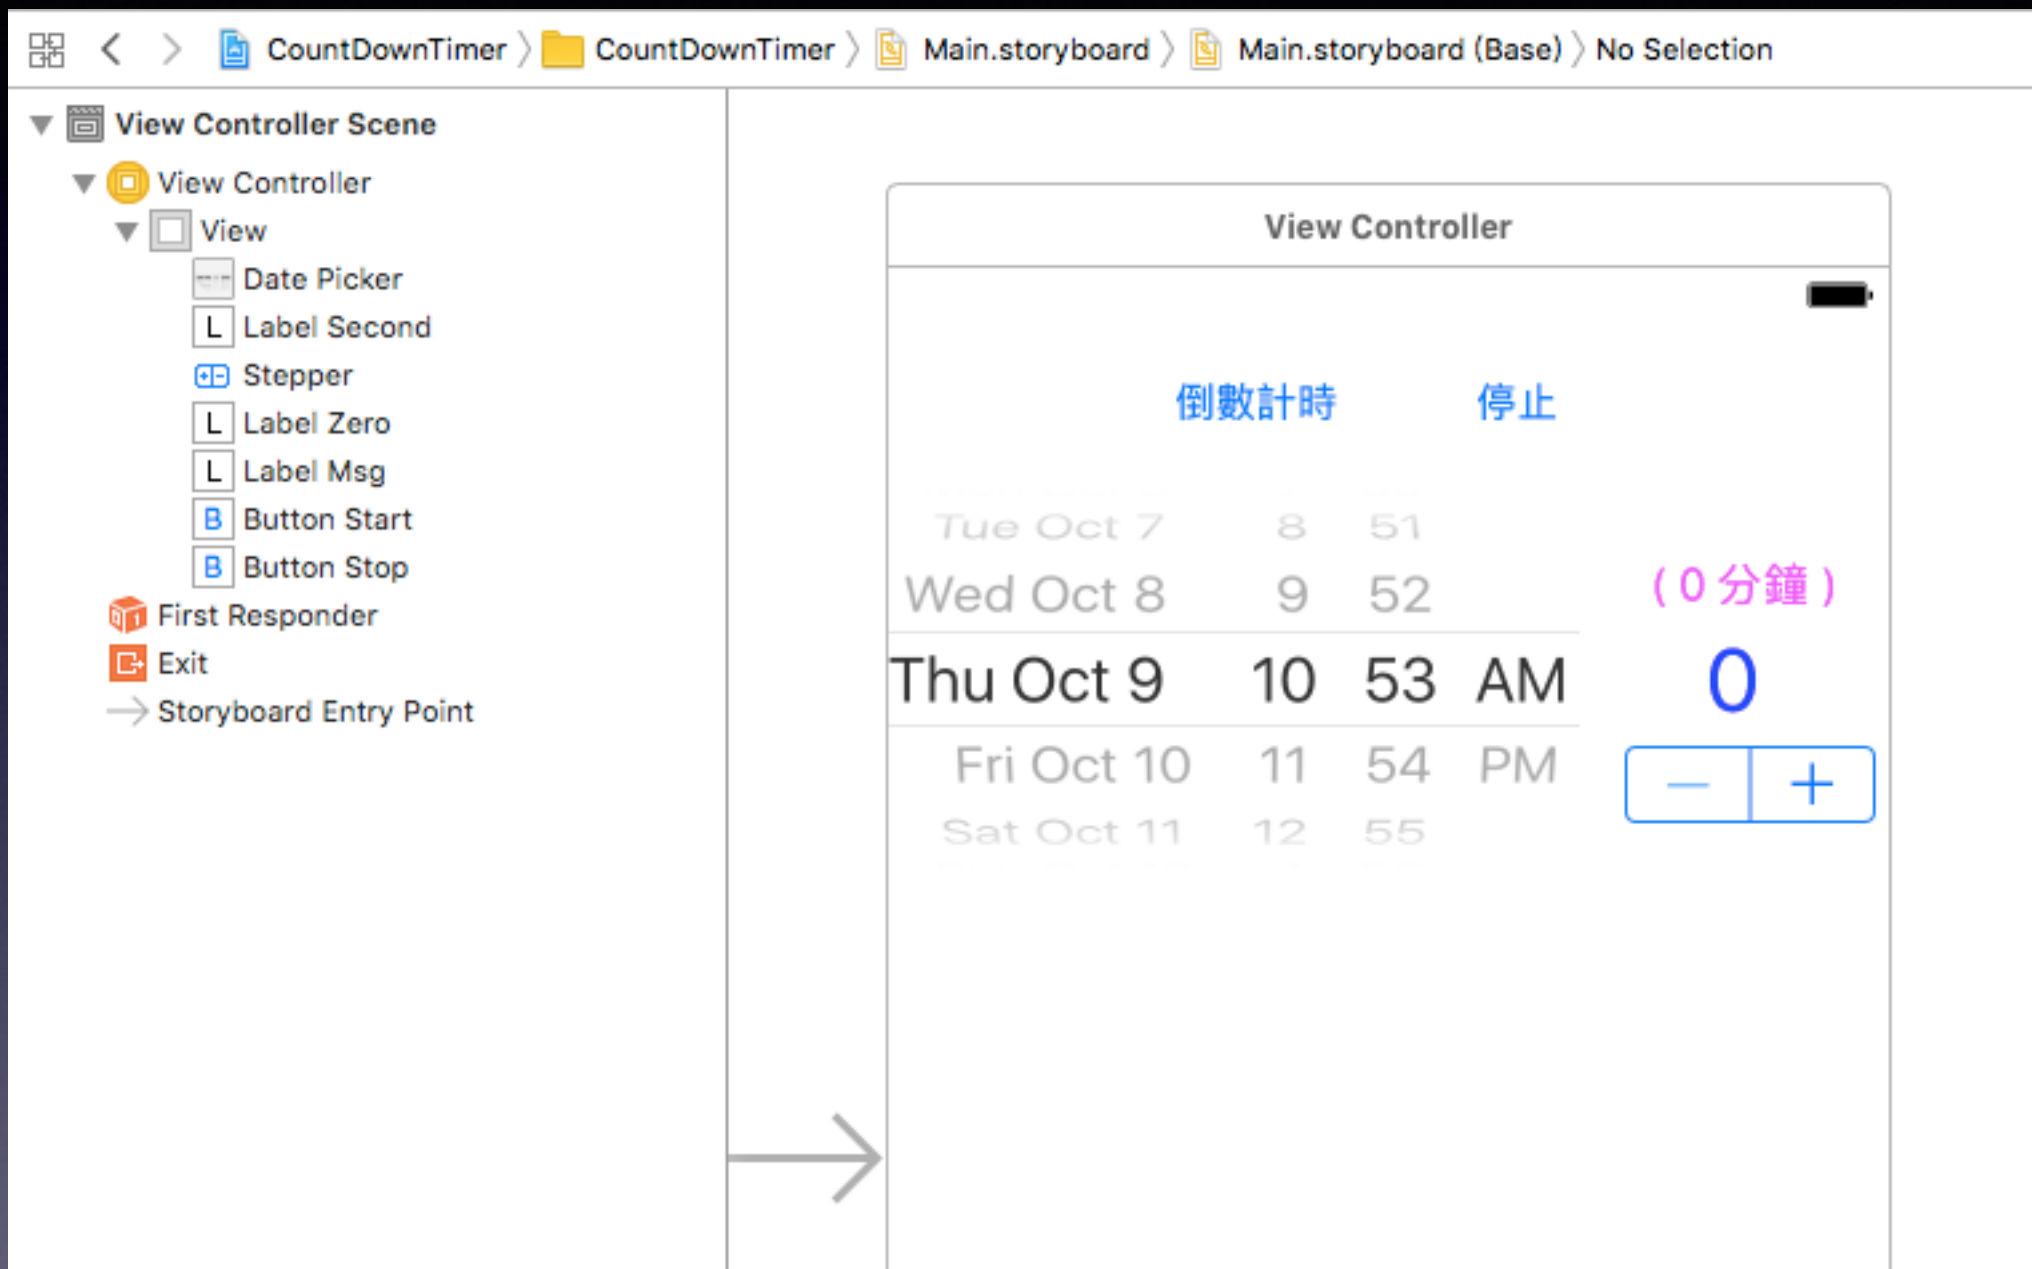 CountDownTimer CountDownTimer Main.storyboard Main.storyboard (Base) No Selection
View Controller Scene
View Controller
View
Date Picker
L Label Second
Stepper
L Label Zero
L Label Msg
B Button Start
B Button Stop
First Responder
Exit
Storyboard Entry Point
View Controller
倒數計時 停止
Tue Oct 7 8 51
Wed Oct 8 9 52
Thu Oct 9 10 53 AM
Fri Oct 10 11 54 PM
Sat Oct 11 12 55
( 0 分鐘 )
0
− +